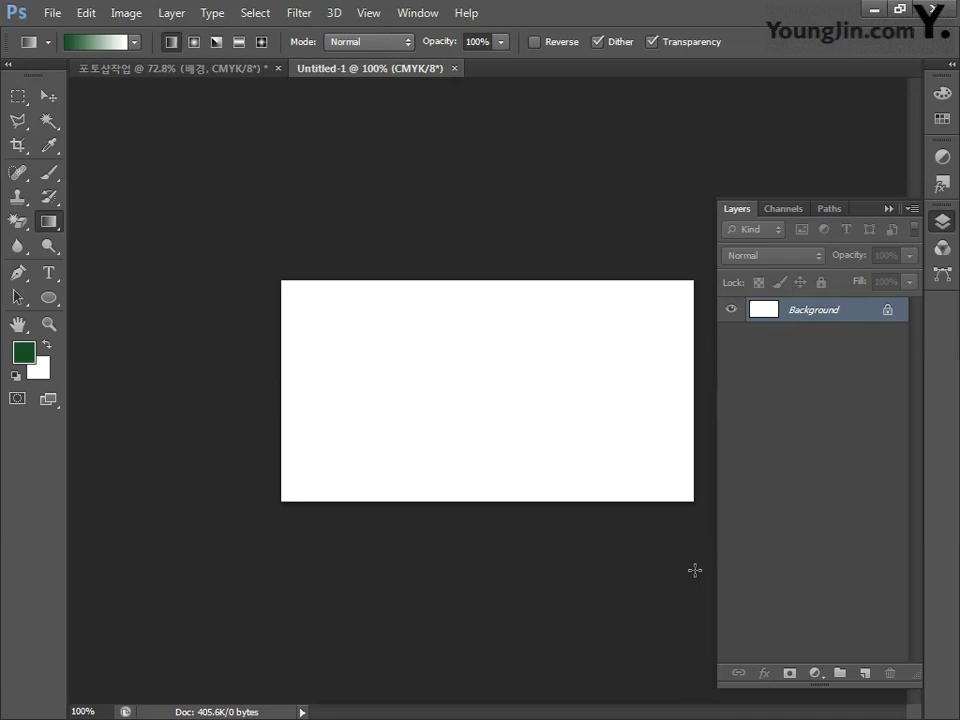 Ps File Edit Image Layer Type Select Filter 3D View Window Help
YoungJin.com Y.
Mode: Normal Opacity: 100% Reverse Dither Transparency
포토샵작업 @ 72.8% (배경, CMYK/8*) * × Untitled-1 @ 100% (CMYK/8*) ×
Layers Channels Paths
Kind
Normal Opacity: 100%
Lock: Fill: 100%
Background
100% Doc: 405.6K/0 bytes